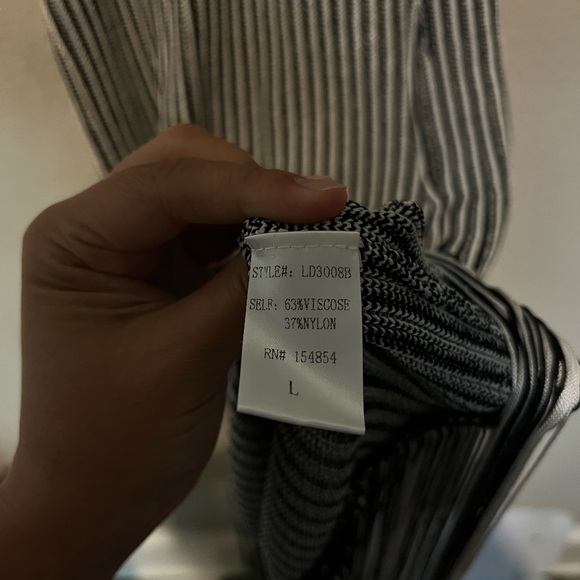 STYLE#: LD3008B
SELF: 63%VISCOSE
37%NYLON
RN# 154854
L